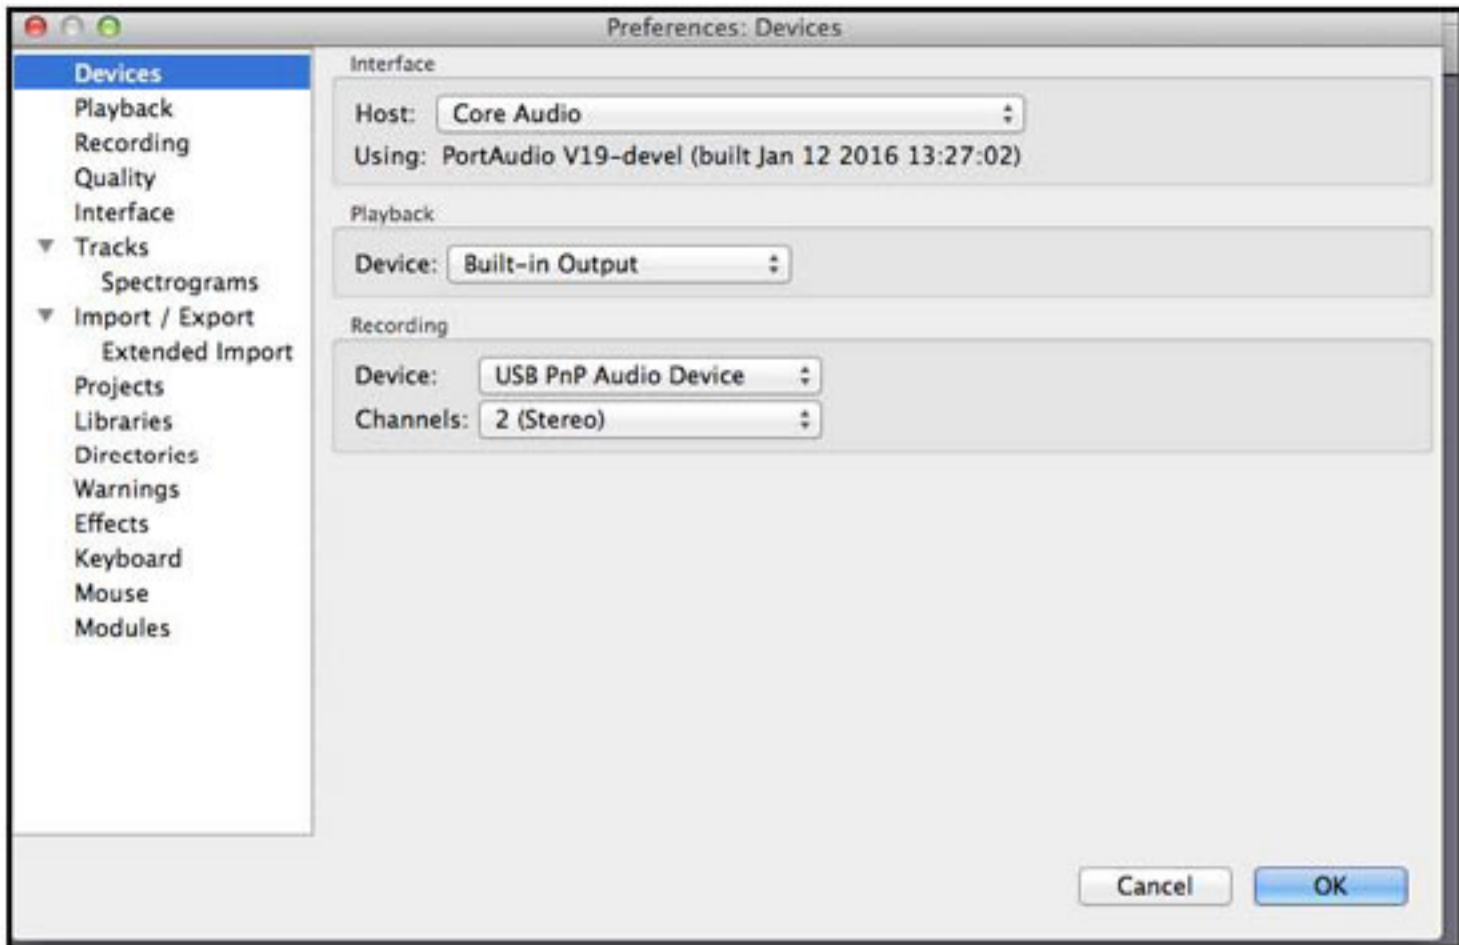 Preferences: Devices
Devices
Playback
Recording
Quality
Interface
Tracks
Spectrograms
Import / Export
Extended Import
Projects
Libraries
Directories
Warnings
Effects
Keyboard
Mouse
Modules
Interface
Host: Core Audio
Using: PortAudio V19-devel (built Jan 12 2016 13:27:02)
Playback
Device: Built-in Output
Recording
Device: USB PnP Audio Device
Channels: 2 (Stereo)
Cancel OK